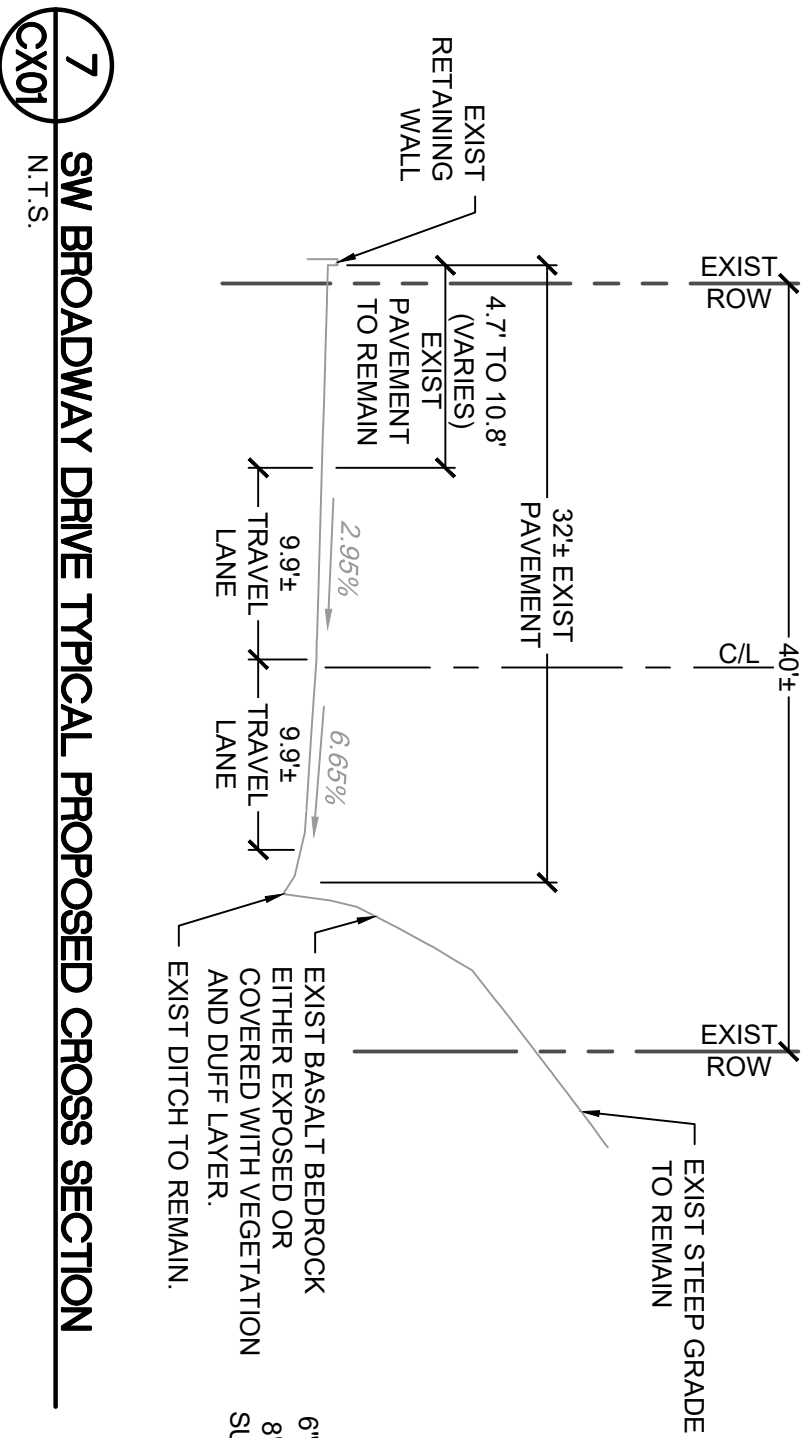 EXIST
ROW
40'±
C/L
EXIST
ROW
EXIST STEEP GRADE
TO REMAIN
32'± EXIST
PAVEMENT
EXIST
RETAINING
WALL
4.7' TO 10.8'
(VARIES)
EXIST
PAVEMENT
TO REMAIN
2.95%
6.65%
9.9'±
TRAVEL
LANE
9.9'±
TRAVEL
LANE
EXIST BASALT BEDROCK
EITHER EXPOSED OR
COVERED WITH VEGETATION
AND DUFF LAYER.
EXIST DITCH TO REMAIN.
6"
8"
7
CX01
SW BROADWAY DRIVE TYPICAL PROPOSED CROSS SECTION
N.T.S.